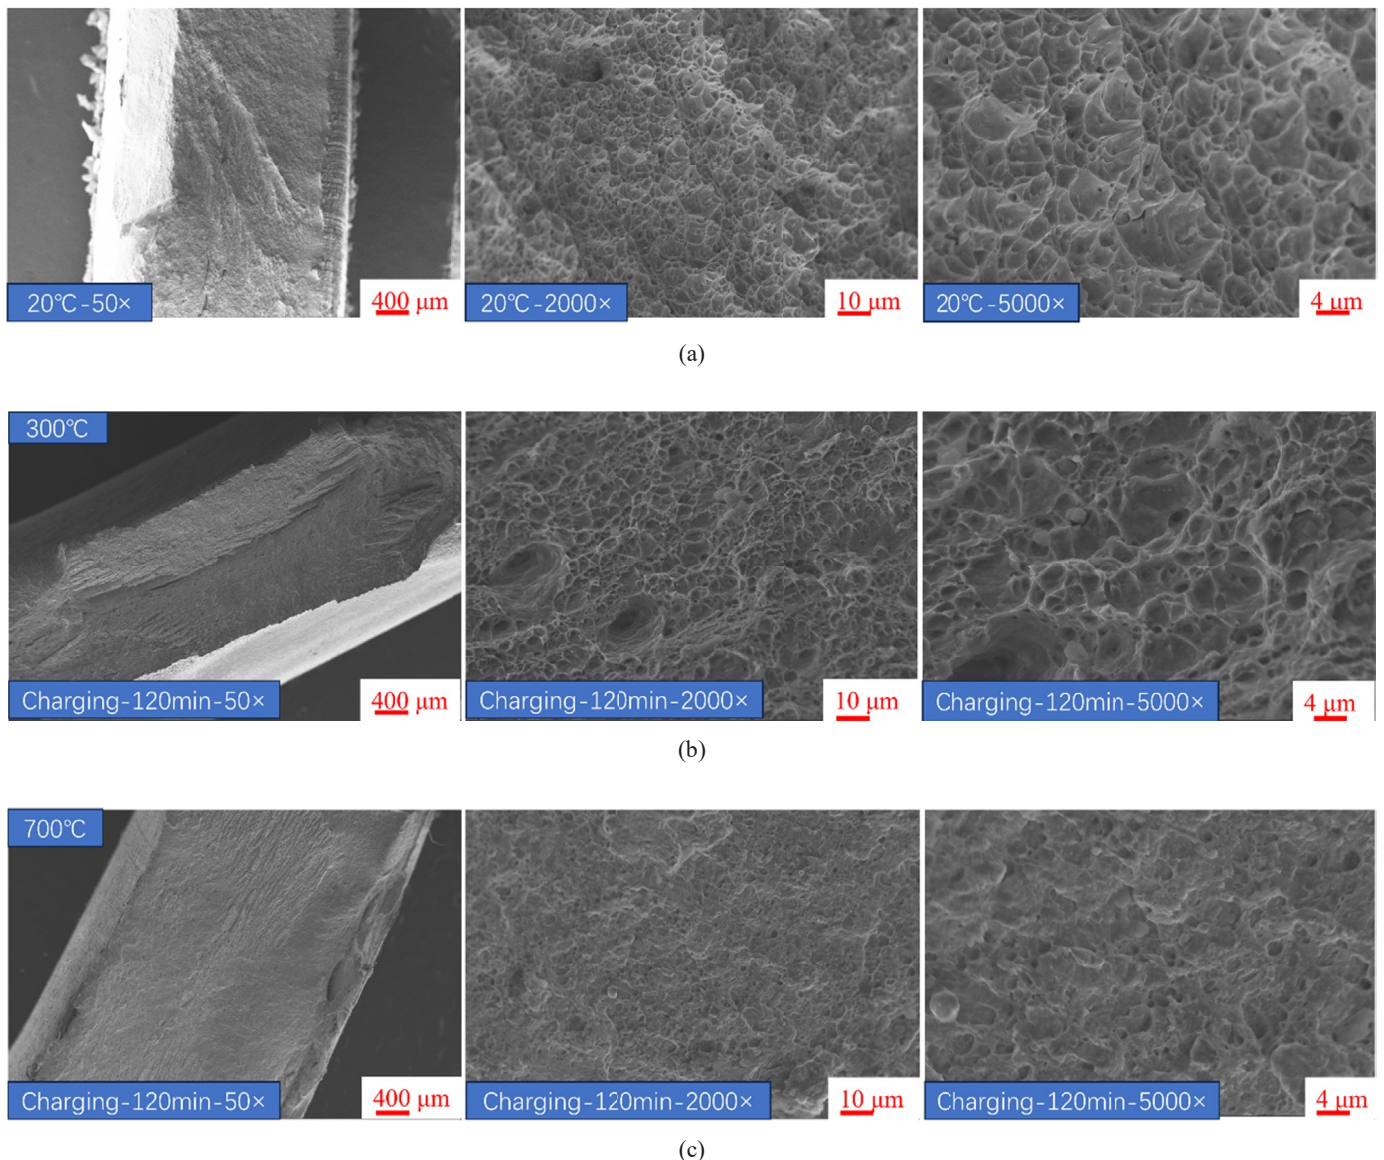 20℃-50×
400 μm
20℃-2000×
10 μm
20℃-5000×
4 μm
(a)
300℃
Charging-120min-50×
400 μm
Charging-120min-2000×
10 μm
Charging-120min-5000×
4 μm
(b)
700℃
Charging-120min-50×
400 μm
Charging-120min-2000×
10 μm
Charging-120min-5000×
4 μm
(c)